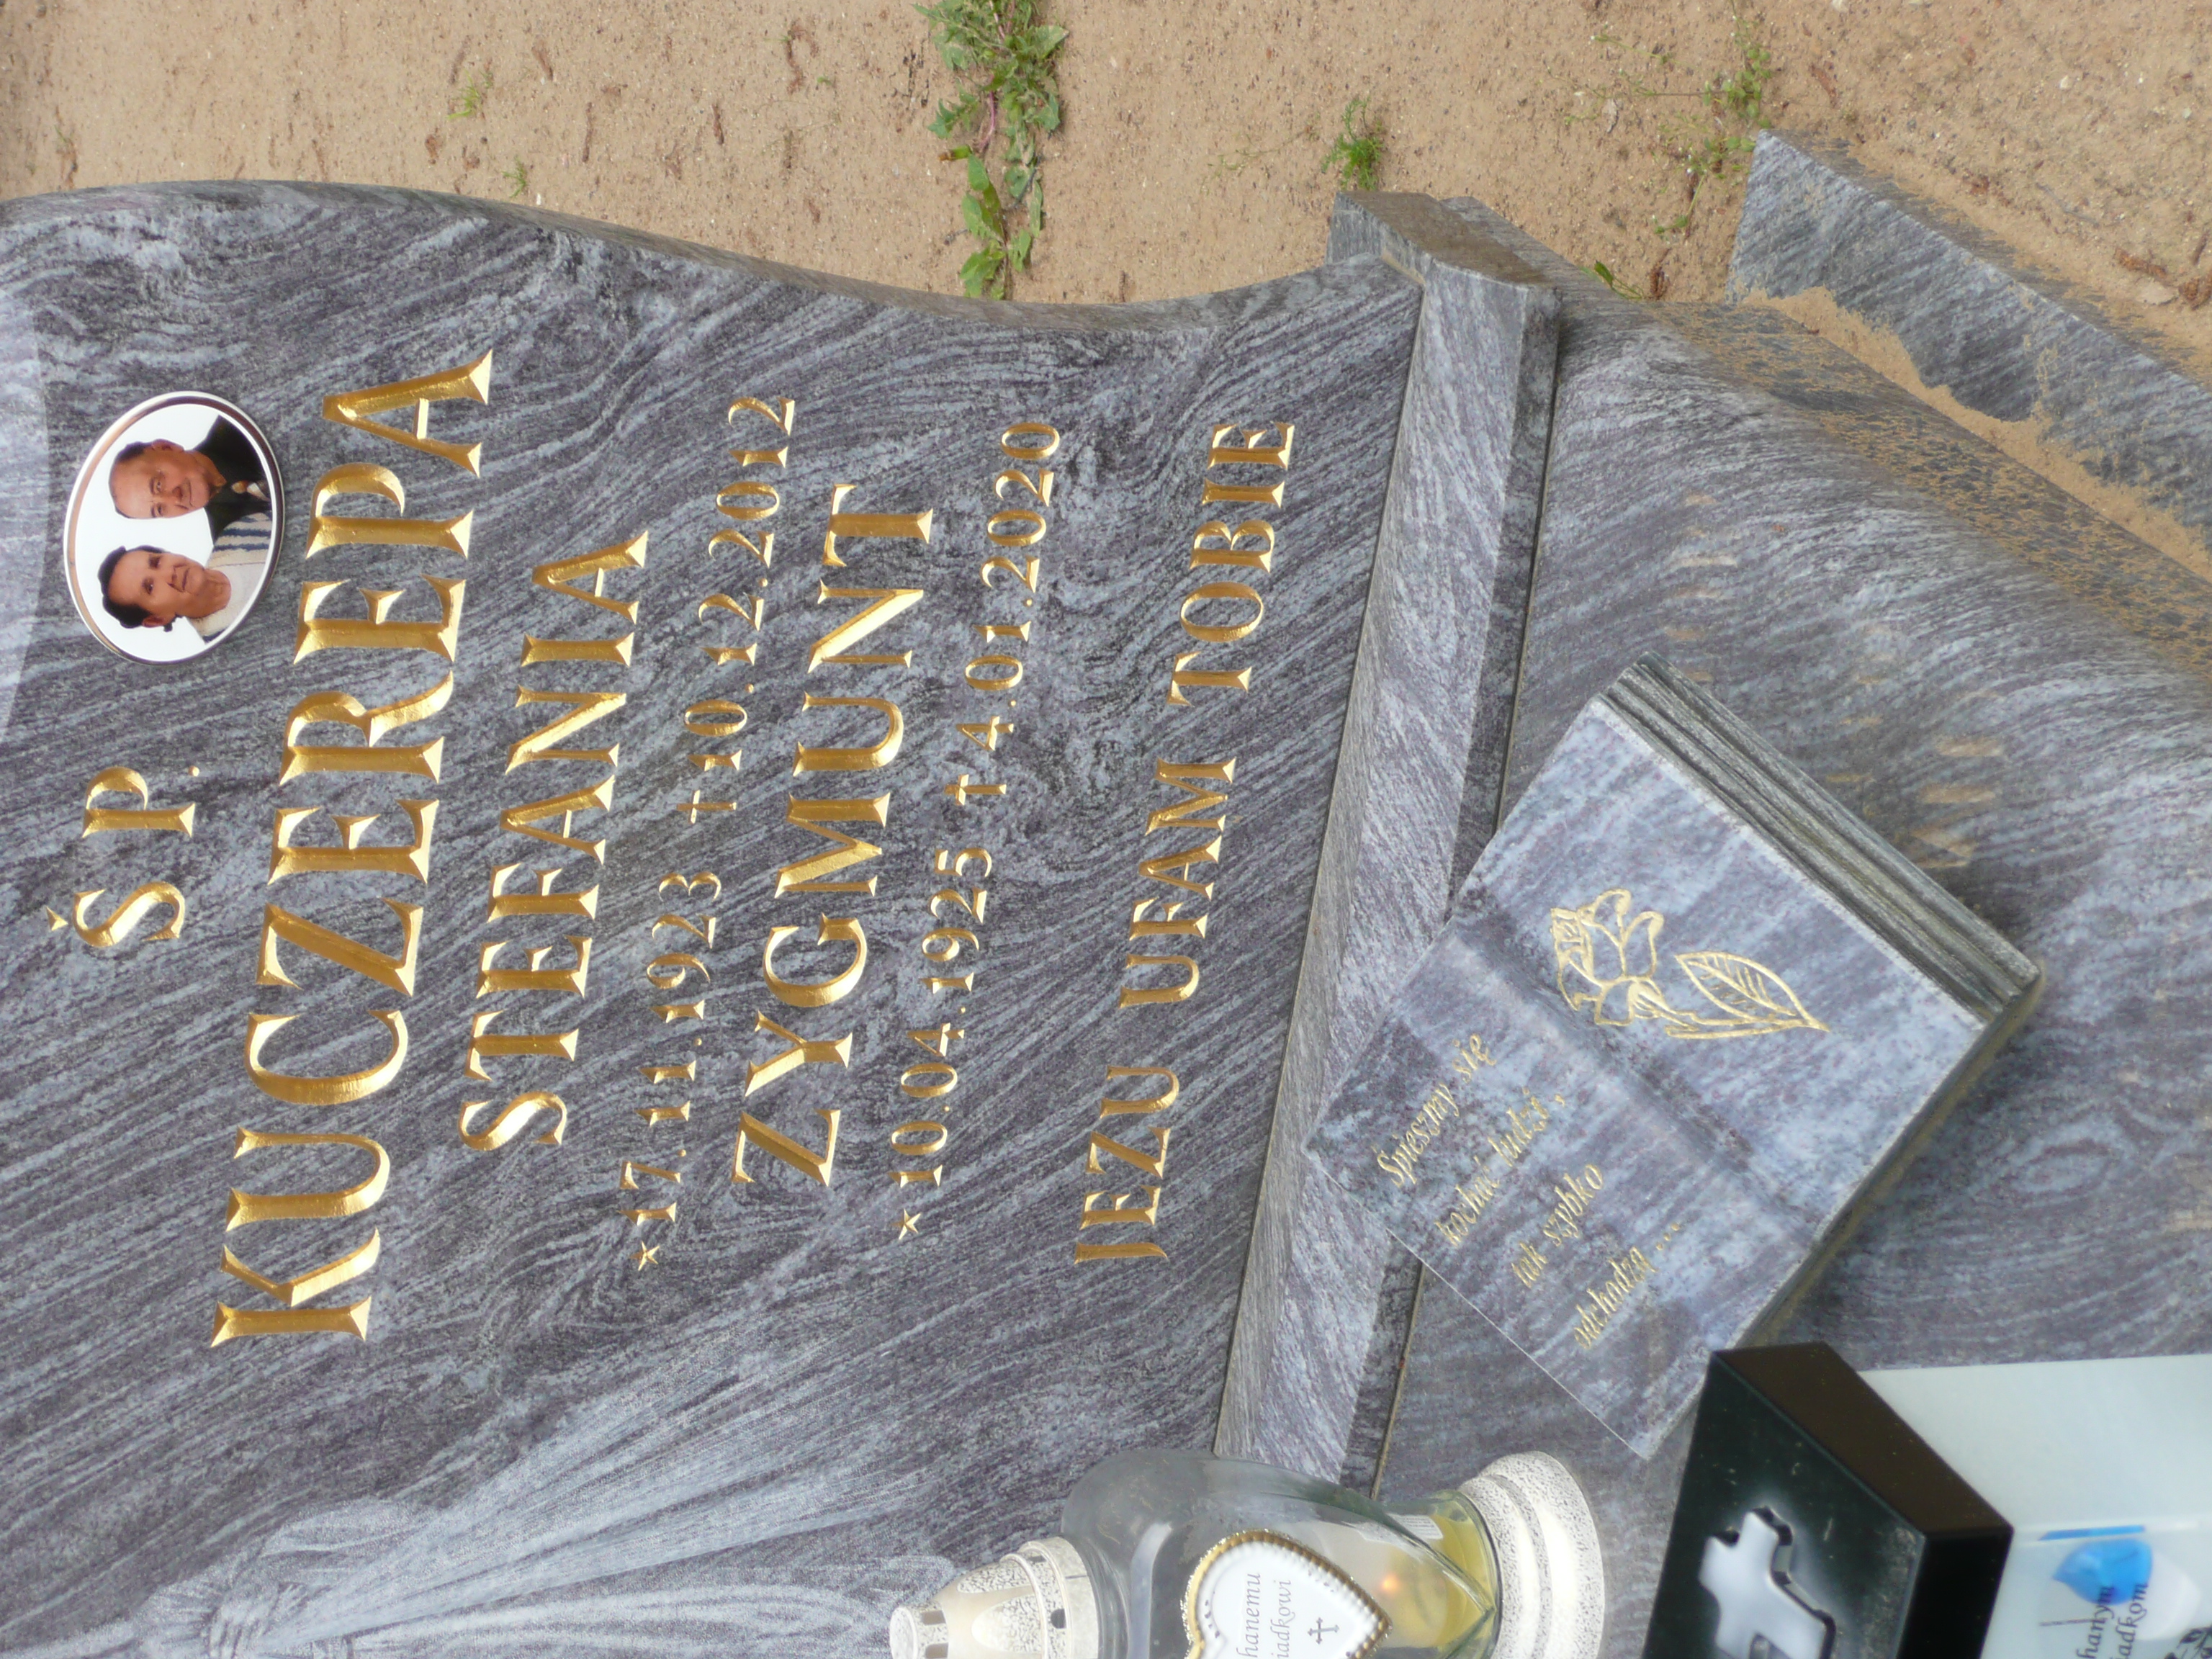 Ś P.
KUCZEREPA
STEFANIA
*17.11.1923 †10.12.2012
ZYGMUNT
*10.04.1925 †4.01.2020
JEZU UFAM TOBIE
Śpieszmy się
kochać ludzi,
tak szybko
odchodzą...